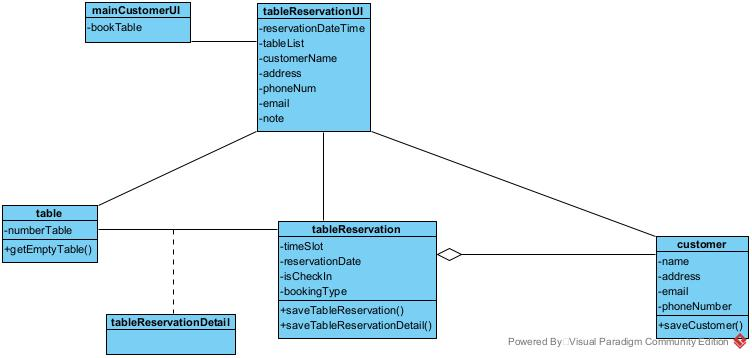 mainCustomerUI
-bookTable
tableReservationUI
-reservationDateTime
-tableList
-customerName
-address
-phoneNum
-email
-note
table
-numberTable
+getEmptyTable()
tableReservation
-timeSlot
-reservationDate
-isCheckIn
-bookingType
+saveTableReservation()
+saveTableReservationDetail()
customer
-name
-address
-email
-phoneNumber
+saveCustomer()
tableReservationDetail
Powered By Visual Paradigm Community Edition